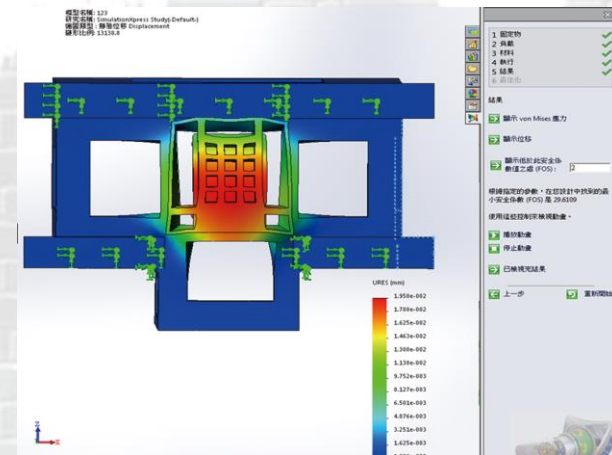 模型名稱: 123
研究名稱: SimulationXpress Study(-Default-)
繪圖類型: 靜態位移 Displacement
變形比例: 13138.8
1 固定物
2 負載
3 材料
4 執行
5 結果
6 最佳化
結果
顯示 von Mises 應力
顯示位移
顯示低於此安全係
數值之處 (FOS): 2
根據指定的參數，在您設計中找到的最
小安全係數 (FOS) 是 29.6109
使用這些控制來檢視動畫。
播放動畫
停止動畫
已檢視完結果
上一步
重新開始
URES (mm)
1.950e-002
1.788e-002
1.625e-002
1.463e-002
1.300e-002
1.138e-002
9.752e-003
8.127e-003
6.501e-003
4.876e-003
3.251e-003
1.625e-003